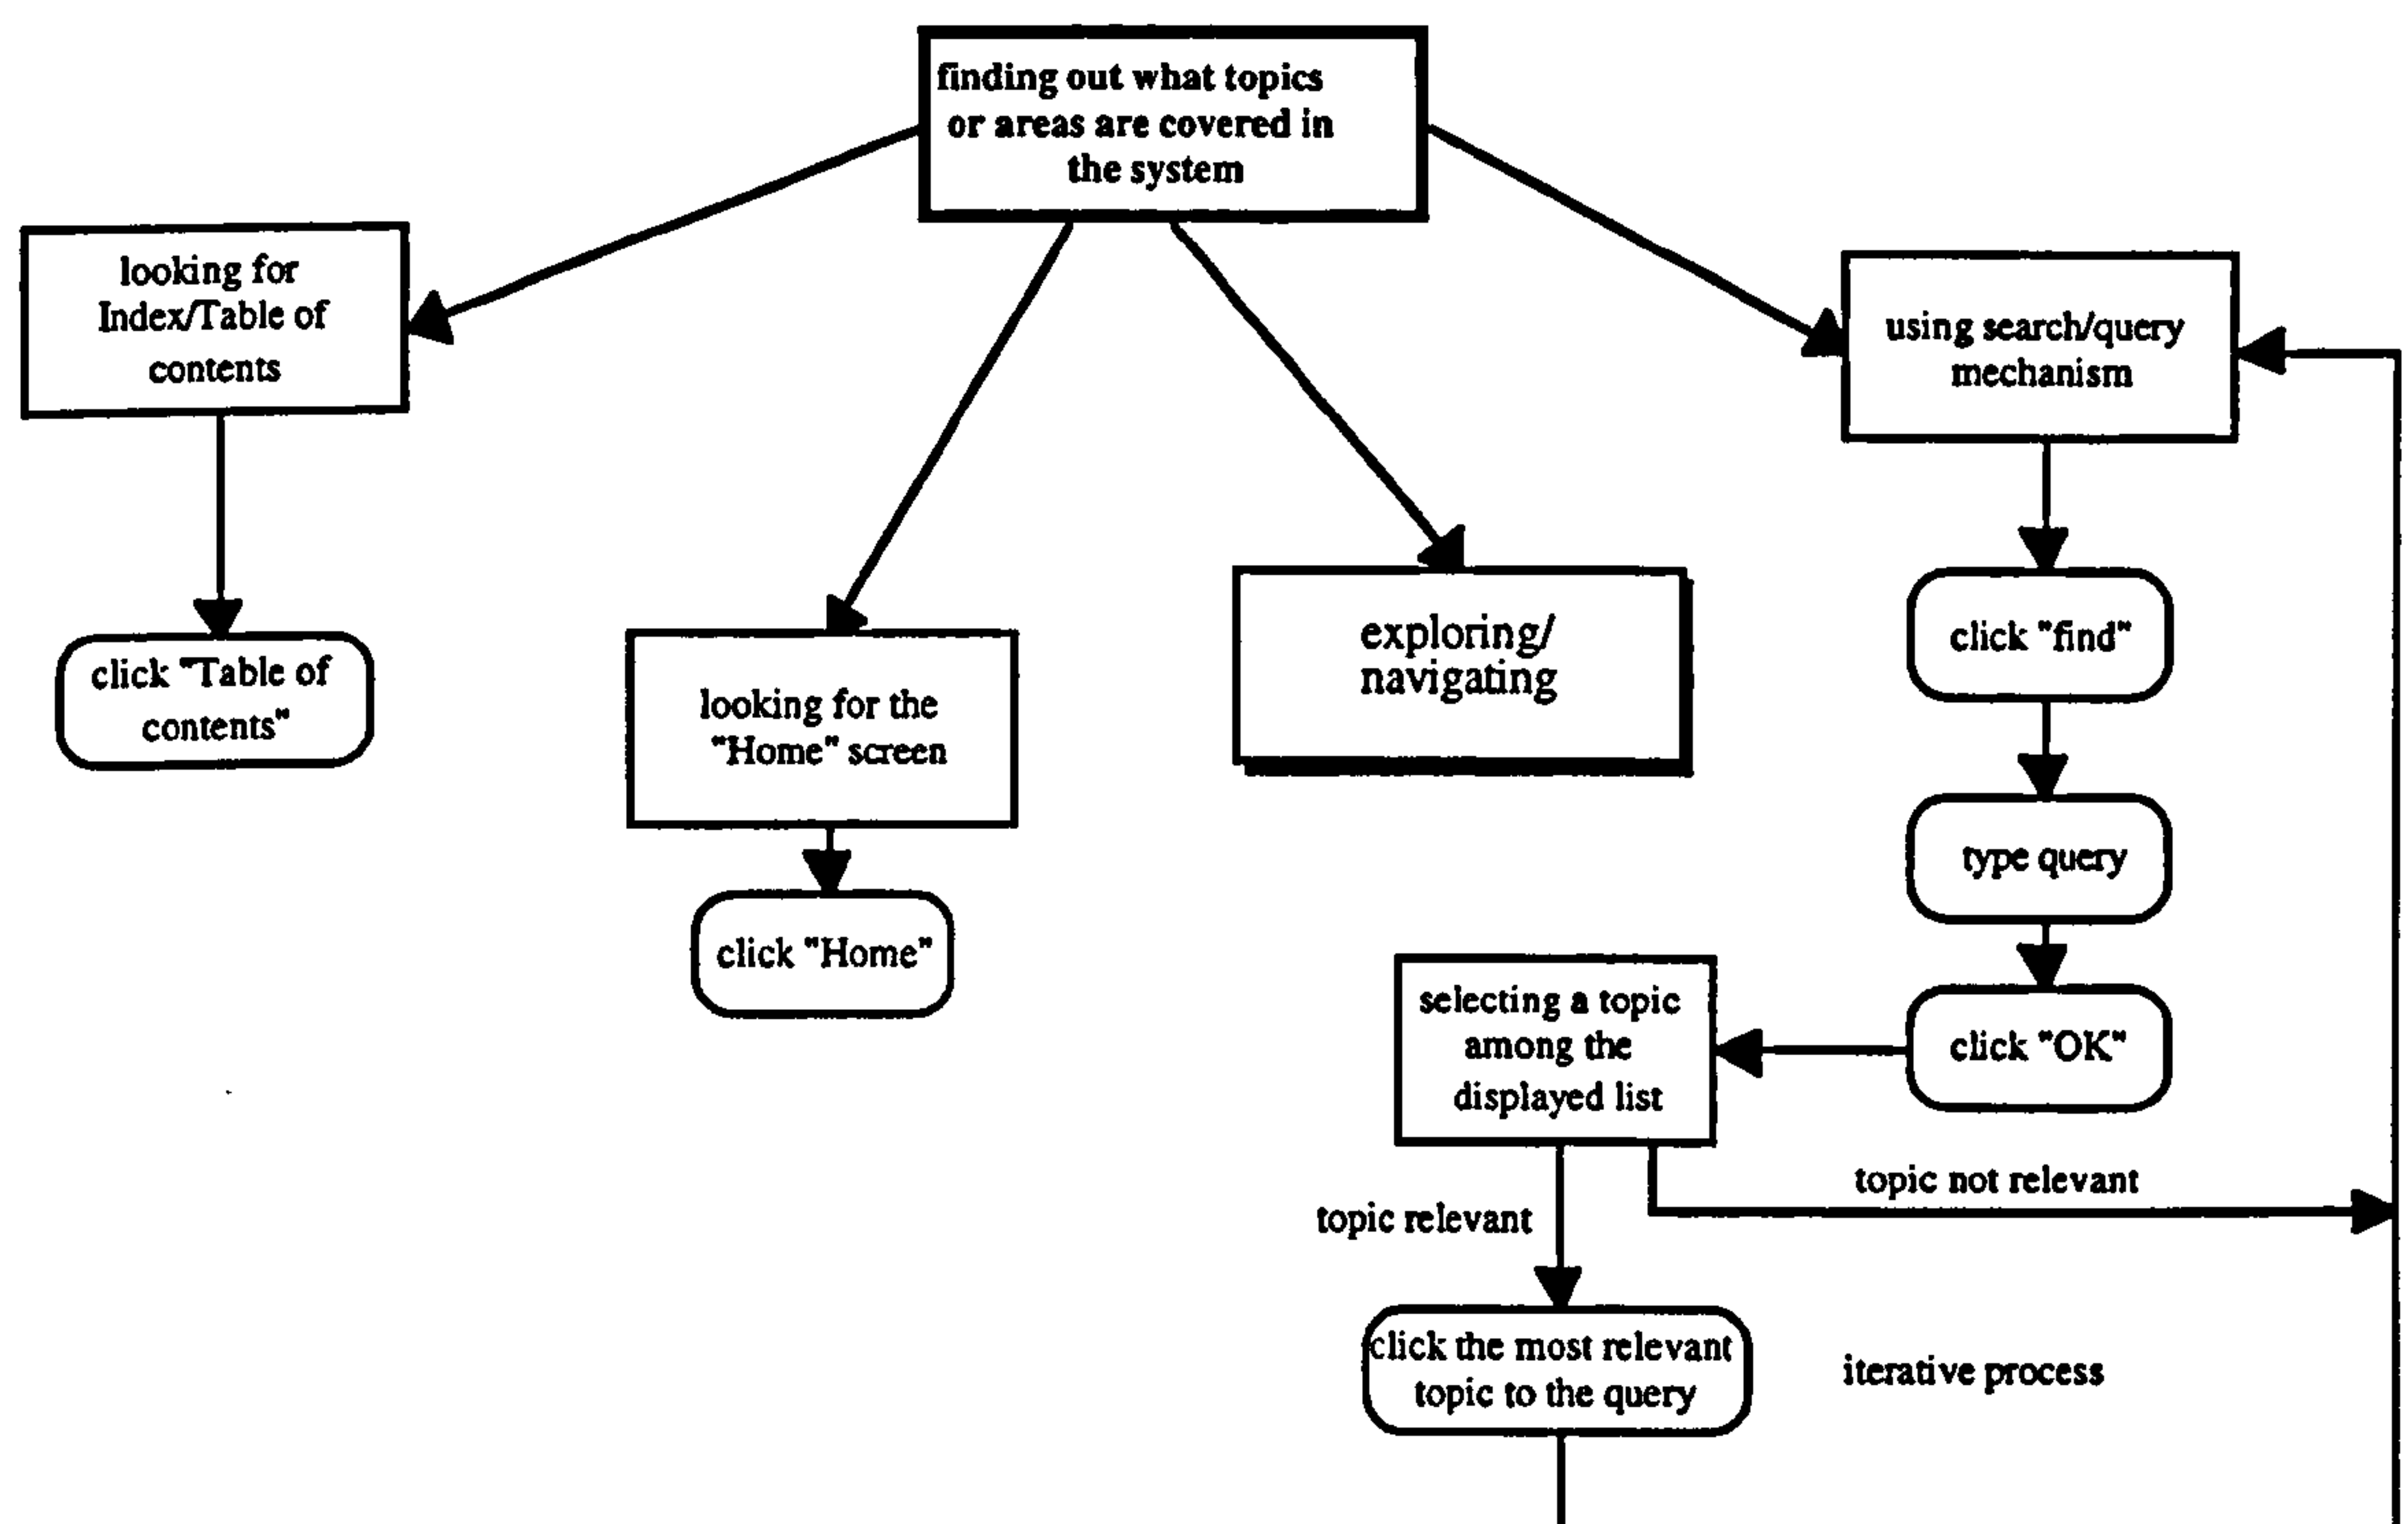 finding out what topics
or areas are covered in
the system
looking for
Index/Table of
contents
using search/query
mechanism
click "Table of
contents"
looking for the
"Home" screen
exploring/
navigating
click "find"
type query
click "Home"
selecting a topic
among the
displayed list
click "OK"
topic not relevant
topic relevant
click the most relevant
topic to the query
iterative process